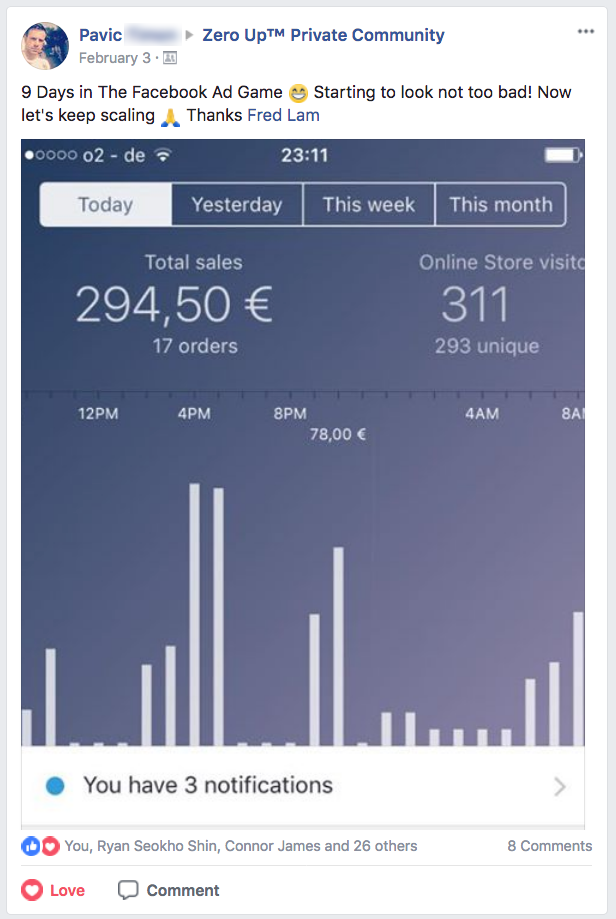 Pavic ▸ Zero Up™ Private Community
February 3 ·
9 Days in The Facebook Ad Game 😁 Starting to look not too bad! Now
let's keep scaling 🙏 Thanks Fred Lam
o2 - de 23:11
Today Yesterday This week This month
Total sales Online Store visito
294,50 € 311
17 orders 293 unique
12PM 4PM 8PM 4AM 8A
78,00 €
You have 3 notifications
You, Ryan Seokho Shin, Connor James and 26 others 8 Comments
Love Comment